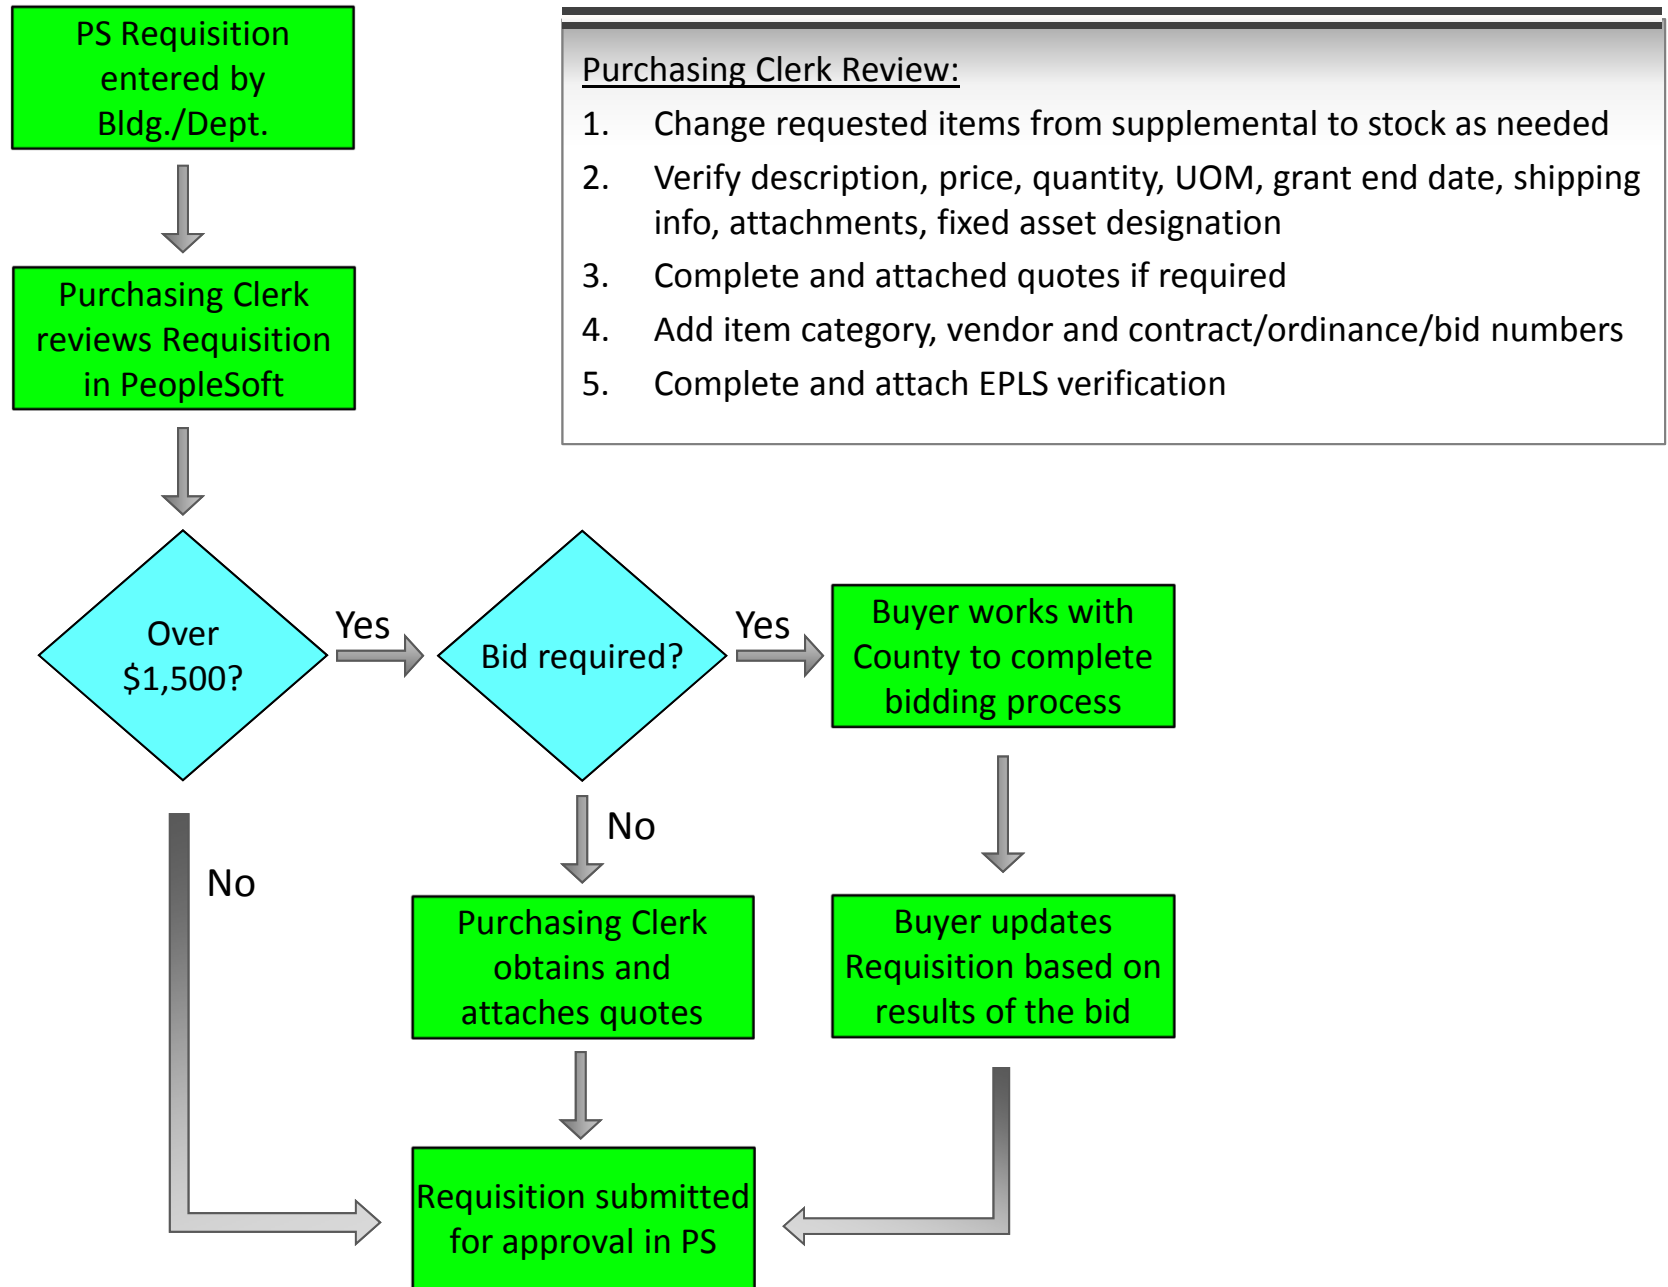 PS Requisition
entered by
Bldg./Dept.
Purchasing Clerk Review:
1. Change requested items from supplemental to stock as needed
2. Verify description, price, quantity, UOM, grant end date, shipping
info, attachments, fixed asset designation
3. Complete and attached quotes if required
4. Add item category, vendor and contract/ordinance/bid numbers
5. Complete and attach EPLS verification
Purchasing Clerk
reviews Requisition
in PeopleSoft
Over
$1,500?
Yes
Bid required?
Yes
Buyer works with
County to complete
bidding process
No
No
Purchasing Clerk
obtains and
attaches quotes
Buyer updates
Requisition based on
results of the bid
Requisition submitted
for approval in PS